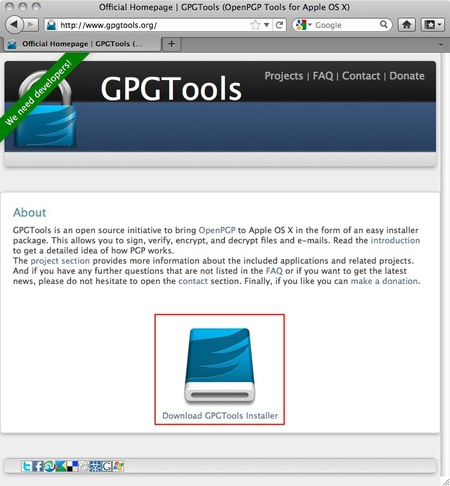 Official Homepage | GPGTools (OpenPGP Tools for Apple OS X)
http://www.gpgtools.org/
Google
Official Homepage | GPGTools (...
We need developers!
GPGTools
Projects | FAQ | Contact | Donate
About
GPGTools is an open source initiative to bring OpenPGP to Apple OS X in the form of an easy installer
package. This allows you to sign, verify, encrypt, and decrypt files and e-mails. Read the introduction
to get a detailed idea of how PGP works.
The project section provides more information about the included applications and related projects.
And if you have any further questions that are not listed in the FAQ or if you want to get the latest
news, please do not hesitate to open the contact section. Finally, if you like you can make a donation.
Download GPGTools Installer